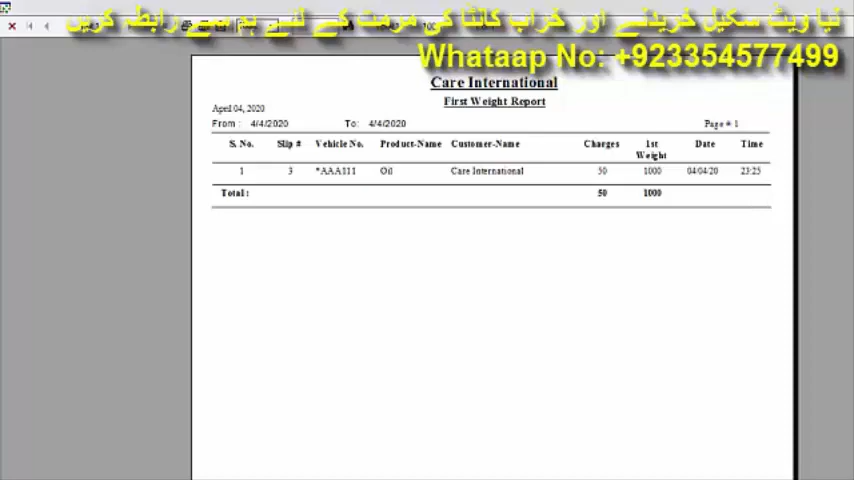 نیا ویٹ سکیل خریدنے اور خراب کانٹا کی مرمت کے لئیے ہم سے رابطہ کریں
Whataap No: +923354577499
Care International
First Weight Report
April 04, 2020
From : 4/4/2020 To: 4/4/2020 Page # 1
S. No. Slip # Vehicle No. Product-Name Customer-Name Charges 1st Weight Date Time
1 3 *AAA111 Oil Care International 50 1000 04/04/20 23:25
Total : 50 1000